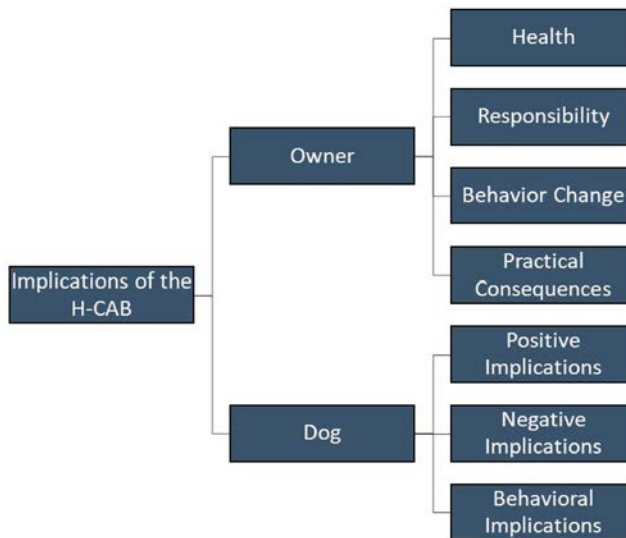 Implications of the
H-CAB
Owner
Health
Responsibility
Behavior Change
Practical
Consequences
Dog
Positive
Implications
Negative
Implications
Behavioral
Implications